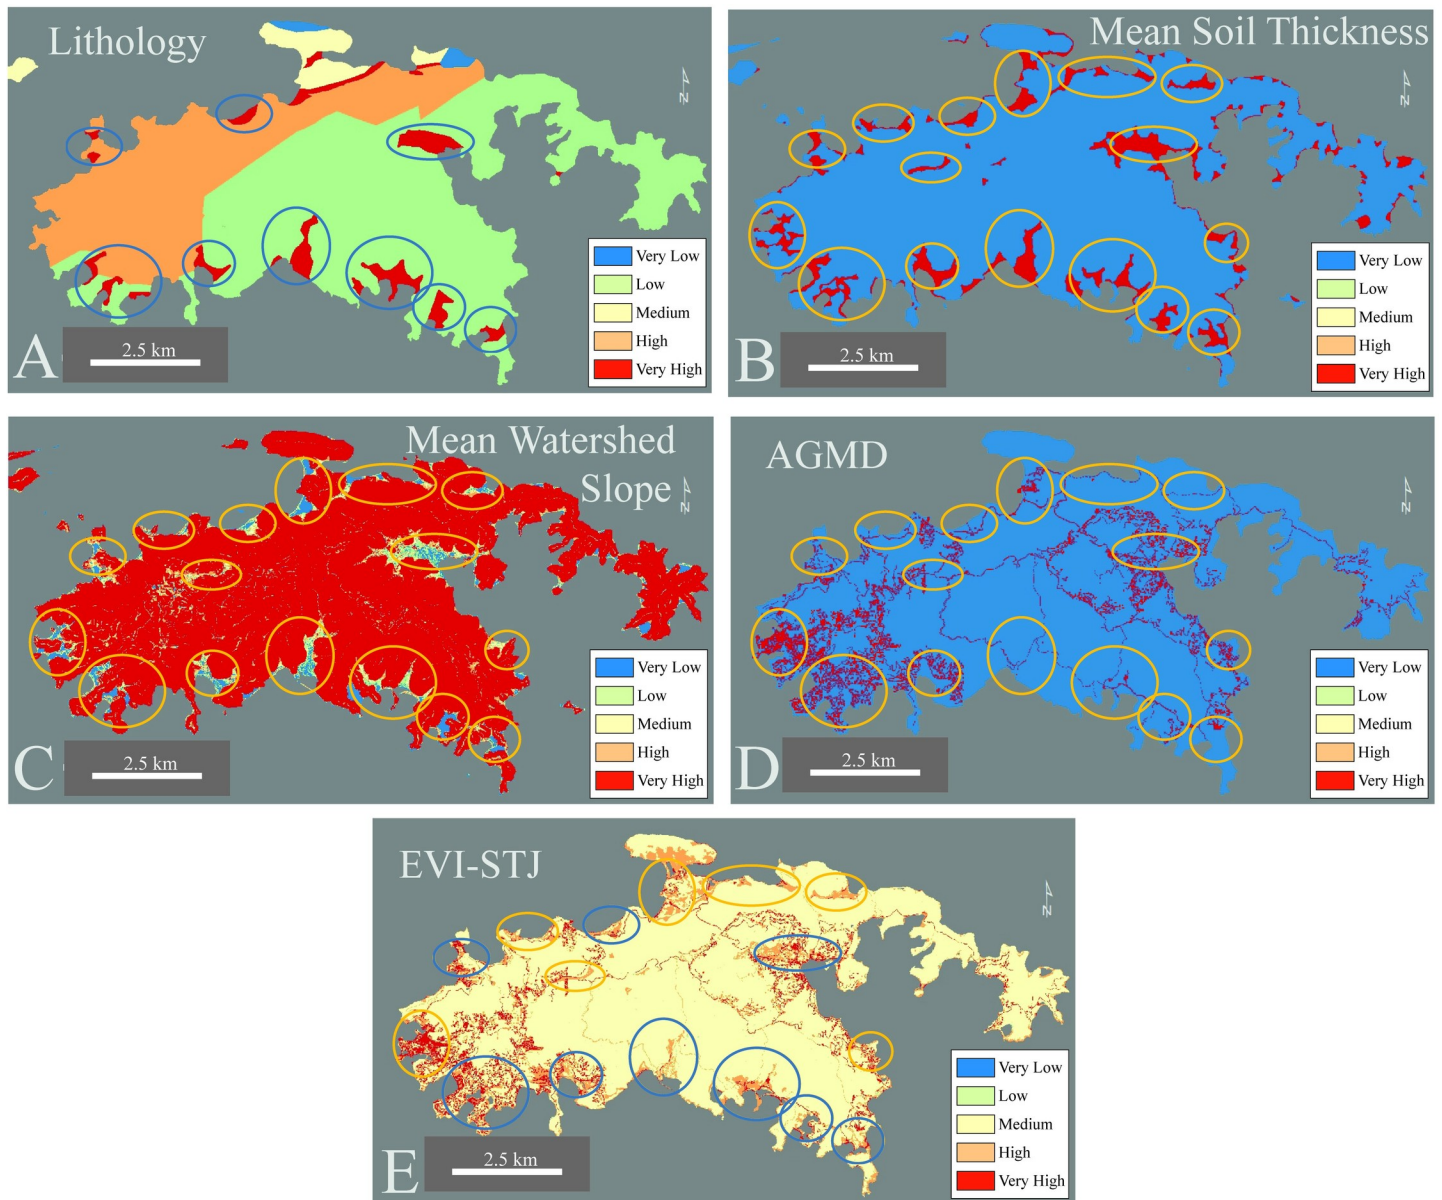 Lithology
N
Very Low
Low
Medium
High
Very High
A
2.5 km
Mean Soil Thickness
N
Very Low
Low
Medium
High
Very High
B
2.5 km
Mean Watershed
Slope
N
Very Low
Low
Medium
High
Very High
C
2.5 km
AGMD
N
Very Low
Low
Medium
High
Very High
D
2.5 km
EVI-STJ
N
Very Low
Low
Medium
High
Very High
E
2.5 km